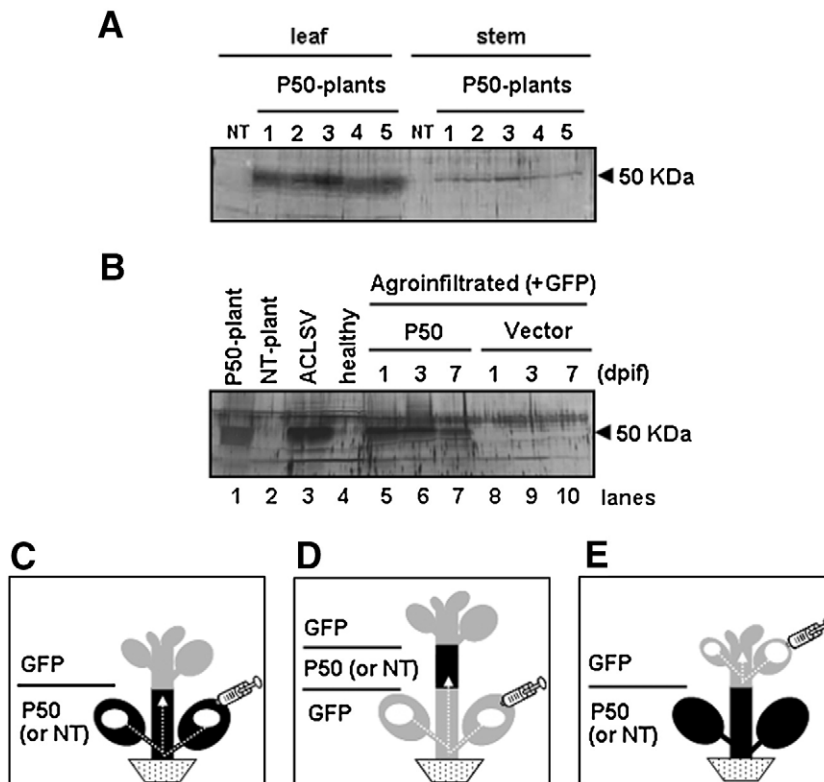 A
leaf stem
P50-plants P50-plants
NT 1 2 3 4 5 NT 1 2 3 4 5
◄ 50 KDa
B
P50-plant
NT-plant
ACLSV
healthy
Agroinfiltrated (+GFP)
P50 Vector
1 3 7 1 3 7 (dpif)
◄ 50 KDa
1 2 3 4 5 6 7 8 9 10 lanes
C
GFP
P50
(or NT)
D
GFP
P50 (or NT)
GFP
E
GFP
P50
(or NT)